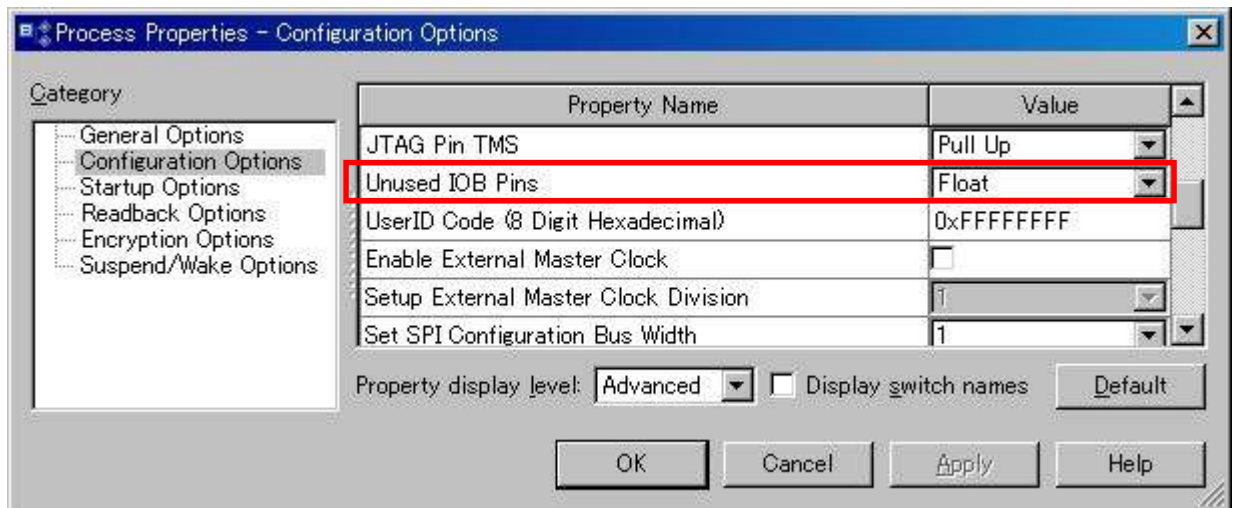 Process Properties - Configuration Options
Category
General Options
Configuration Options
Startup Options
Readback Options
Encryption Options
Suspend/Wake Options
Property Name Value
JTAG Pin TMS Pull Up
Unused IOB Pins Float
UserID Code (8 Digit Hexadecimal) 0xFFFFFFFF
Enable External Master Clock
Setup External Master Clock Division 1
Set SPI Configuration Bus Width 1
Property display level: Advanced Display switch names Default
OK Cancel Apply Help